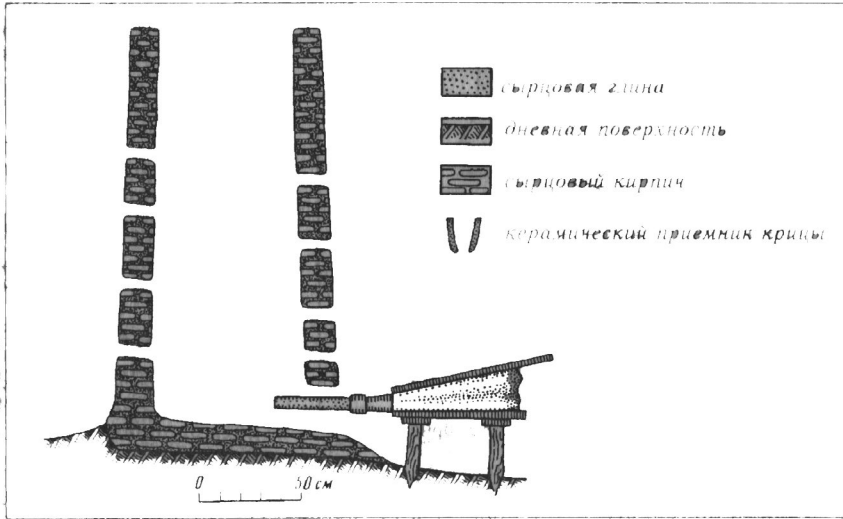 сырцовая глина
дневная поверхность
сырцовый кирпич
керамический приемник крицы
0 50 см